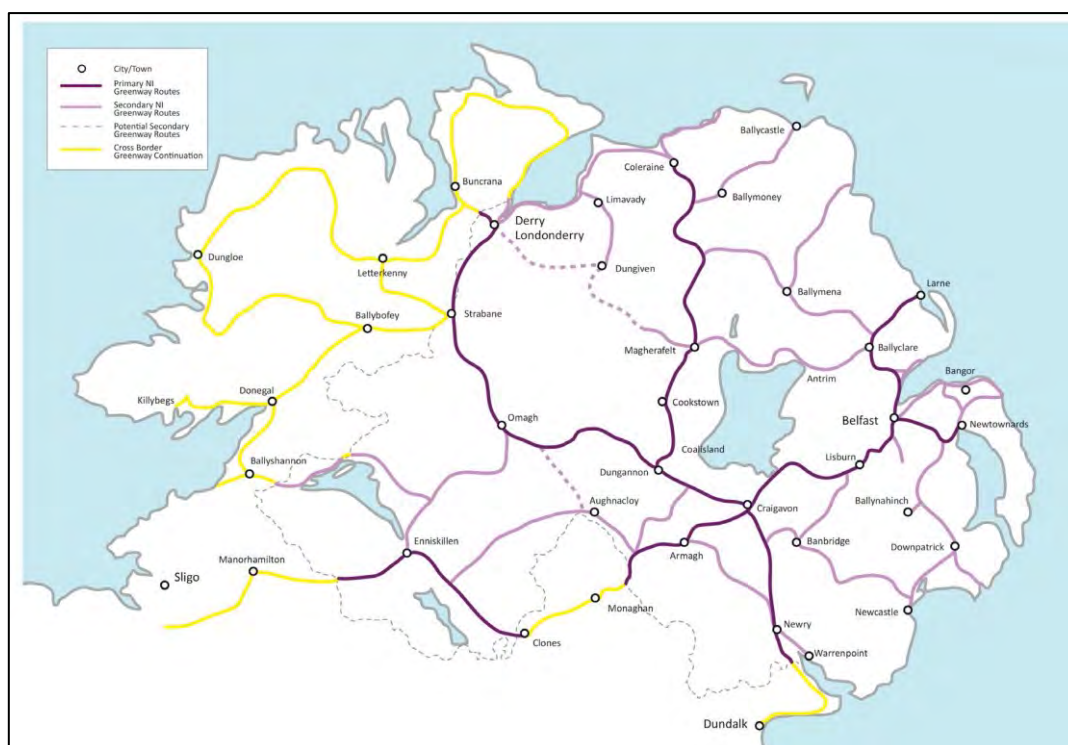 City/Town
Primary NI
Greenway Routes
Secondary NI
Greenway Routes
Potential Secondary
Greenway Routes
Cross Border
Greenway Continuation
Ballycastle
Coleraine
Buncrana
Ballymoney
Limavady
Derry
Londonderry
Dungloe
Letterkenny
Dungiven
Larne
Ballymena
Strabane
Ballybofey
Magherafelt
Ballyclare
Antrim
Bangor
Killybegs
Donegal
Cookstown
Omagh
Belfast
Newtownards
Coalisland
Lisburn
Ballyshannon
Dungannon
Aughnacloy
Craigavon
Ballynahinch
Enniskillen
Armagh
Banbridge
Downpatrick
Manorhamilton
Sligo
Monaghan
Newcastle
Newry
Clones
Warrenpoint
Dundalk